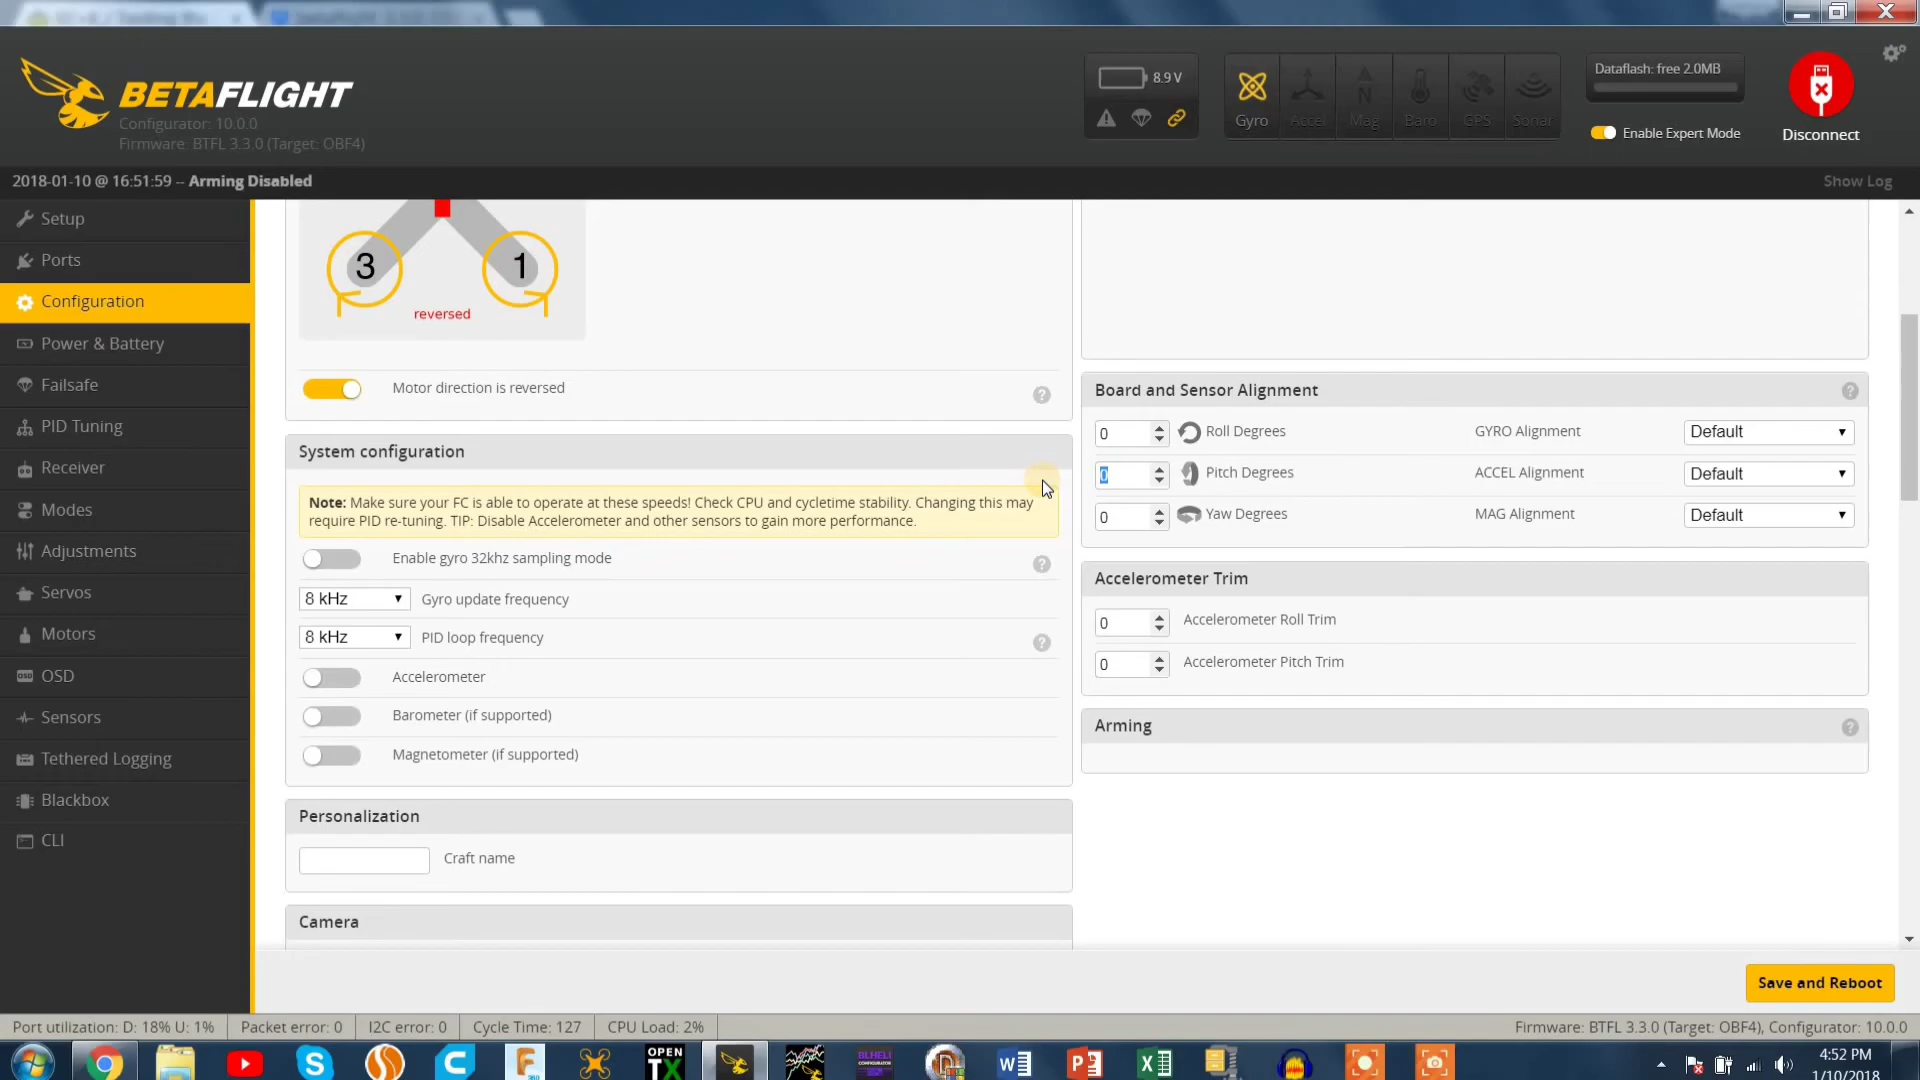 BETAFLIGHT
Configurator: 10.0.0
Firmware: BTFL 3.3.0 (Target: OBF4)
8.9 V
Gyro
Accel
Mag
Baro
GPS
Sonar
Dataflash: free 2.0MB
Enable Expert Mode
Disconnect
2018-01-10 @ 16:51:59 -- Arming Disabled
Show Log
Setup
Ports
Configuration
Power & Battery
Failsafe
PID Tuning
Receiver
Modes
Adjustments
Servos
Motors
OSD
Sensors
Tethered Logging
Blackbox
CLI
3 1
reversed
Motor direction is reversed
System configuration
Note: Make sure your FC is able to operate at these speeds! Check CPU and cycletime stability. Changing this may
require PID re-tuning. TIP: Disable Accelerometer and other sensors to gain more performance.
Enable gyro 32khz sampling mode
8 kHz Gyro update frequency
8 kHz PID loop frequency
Accelerometer
Barometer (if supported)
Magnetometer (if supported)
Personalization
Craft name
Camera
Board and Sensor Alignment
0 Roll Degrees GYRO Alignment Default
0 Pitch Degrees ACCEL Alignment Default
0 Yaw Degrees MAG Alignment Default
Accelerometer Trim
0 Accelerometer Roll Trim
0 Accelerometer Pitch Trim
Arming
Save and Reboot
Port utilization: D: 18% U: 1% Packet error: 0 I2C error: 0 Cycle Time: 127 CPU Load: 2% Firmware: BTFL 3.3.0 (Target: OBF4), Configurator: 10.0.0
OPEN
TX
BLHELI
4:52 PM
1/10/2018